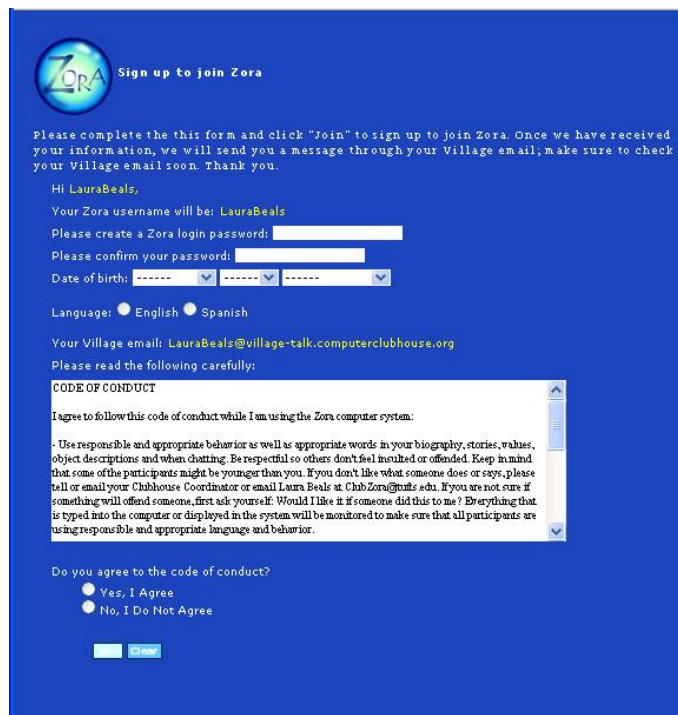 ZORA
Sign up to join Zora
Please complete the this form and click "Join" to sign up to join Zora. Once we have received
your information, we will send you a message through your Village email; make sure to check
your Village email soon. Thank you.
Hi LauraBeals,
Your Zora username will be: LauraBeals
Please create a Zora login password:
Please confirm your password:
Date of birth: ------ ------ ------
Language: English Spanish
Your Village email: LauraBeals@village-talk.computerclubhouse.org
Please read the following carefully:
CODE OF CONDUCT
I agree to follow this code of conduct while I am using the Zora computer system:
- Use responsible and appropriate behavior as well as appropriate words in your biography, stories, values,
object descriptions and when chatting. Be respectful so others don't feel insulted or offended. Keep in mind
that some of the participants might be younger than you. If you don't like what someone does or says, please
tell or email your Clubhouse Coordinator or email Laura Beals at ClubZora@tufts.edu. If you are not sure if
something will offend someone, first ask yourself: Would I like it if someone did this to me? Everything that
is typed into the computer or displayed in the system will be monitored to make sure that all participants are
using responsible and appropriate language and behavior.
Do you agree to the code of conduct?
Yes, I Agree
No, I Do Not Agree
Clear